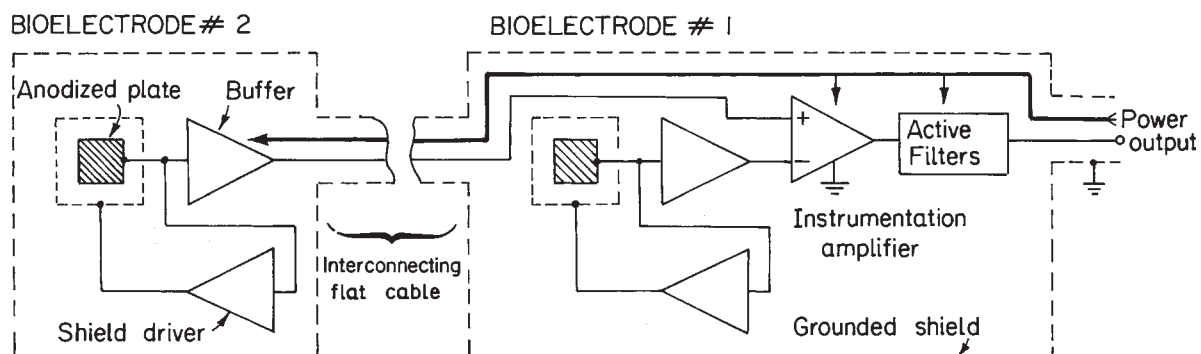 BIOELECTRODE # 2
BIOELECTRODE # 1
Anodized plate
Buffer
Power
output
+
−
Active
Filters
Instrumentation
amplifier
Interconnecting
flat cable
Shield driver
Grounded shield